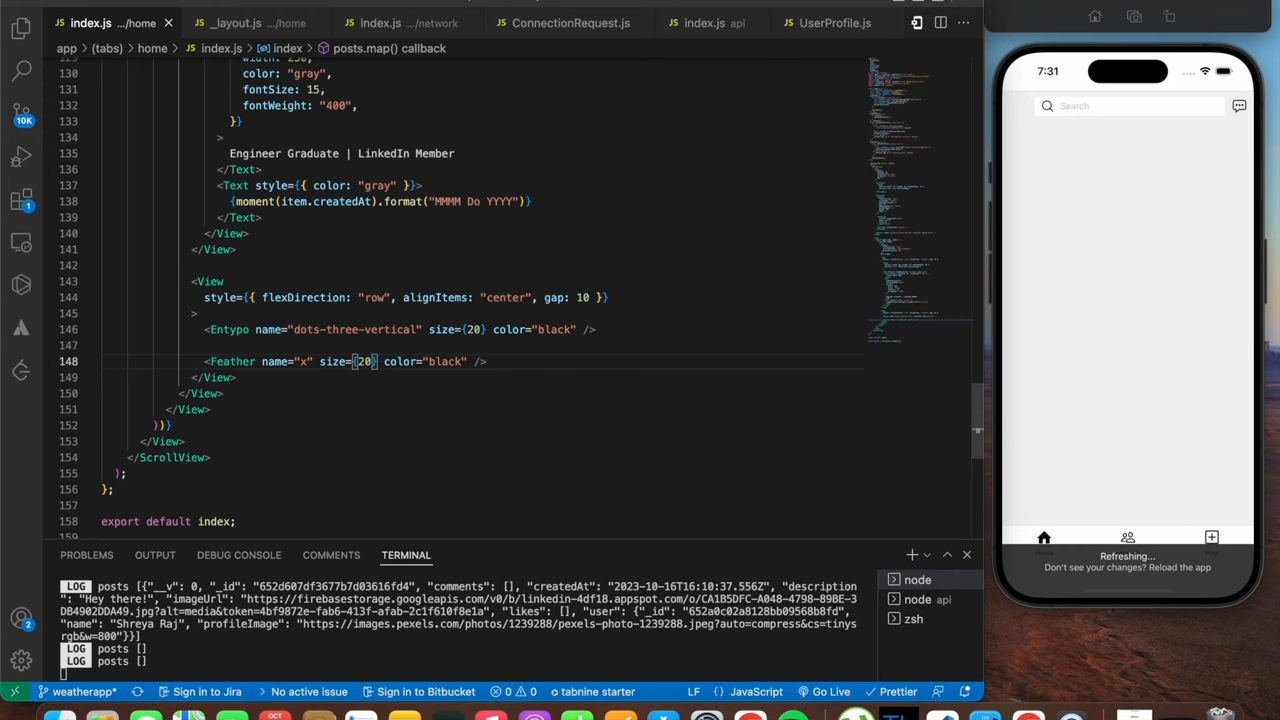 index.js .../home
_layout.js .../home
index.js .../network
ConnectionRequest.js
index.js api
UserProfile.js
app > (tabs) > home > index.js > index > posts.map() callback
130 color: "gray",
131 fontSize: 15,
132 fontWeight: "400",
133 }}
134 >
135 Engineer Graduate | LinkedIn Member
136 </Text>
137 <Text style={{ color: "gray" }}>
138 {moment(item.createdAt).format("MMMM Do YYYY")}
139 </Text>
140 </View>
141 </View>
142
143 <View
144 style={{ flexDirection: "row", alignItems: "center", gap: 10 }}
145 >
146 <Entypo name="dots-three-vertical" size={20} color="black" />
147
148 <Feather name="x" size={20} color="black" />
149 </View>
150 </View>
151 </View>
152 ))}
153 </View>
154 </ScrollView>
155 );
156 };
157
158 export default index;
PROBLEMS OUTPUT DEBUG CONSOLE COMMENTS TERMINAL
LOG posts [{"__v": 0, "_id": "652d607df3677b7d03616fd4", "comments": [], "createdAt": "2023-10-16T16:10:37.556Z", "description
": "Hey there!", "imageUrl": "https://firebasestorage.googleapis.com/v0/b/linkedin-4df18.appspot.com/o/CA1B5DFC-A048-4798-89BE-3
DB4902DDA49.jpg?alt=media&token=4bf9872e-fab6-413f-afab-2c1f610f8e1a", "likes": [], "user": {"_id": "652a0c02a8128bb09568b8fd",
"name": "Shreya Raj", "profileImage": "https://images.pexels.com/photos/1239288/pexels-photo-1239288.jpeg?auto=compress&cs=tinys
rgb&w=800"}}]
LOG posts []
LOG posts []
node
node api
zsh
10K
1
2
weatherapp* Sign in to Jira No active issue Sign in to Bitbucket 0 0 tabnine starter LF {} JavaScript Go Live Prettier
7:31
Search
Refreshing...
Don't see your changes? Reload the app
OCT